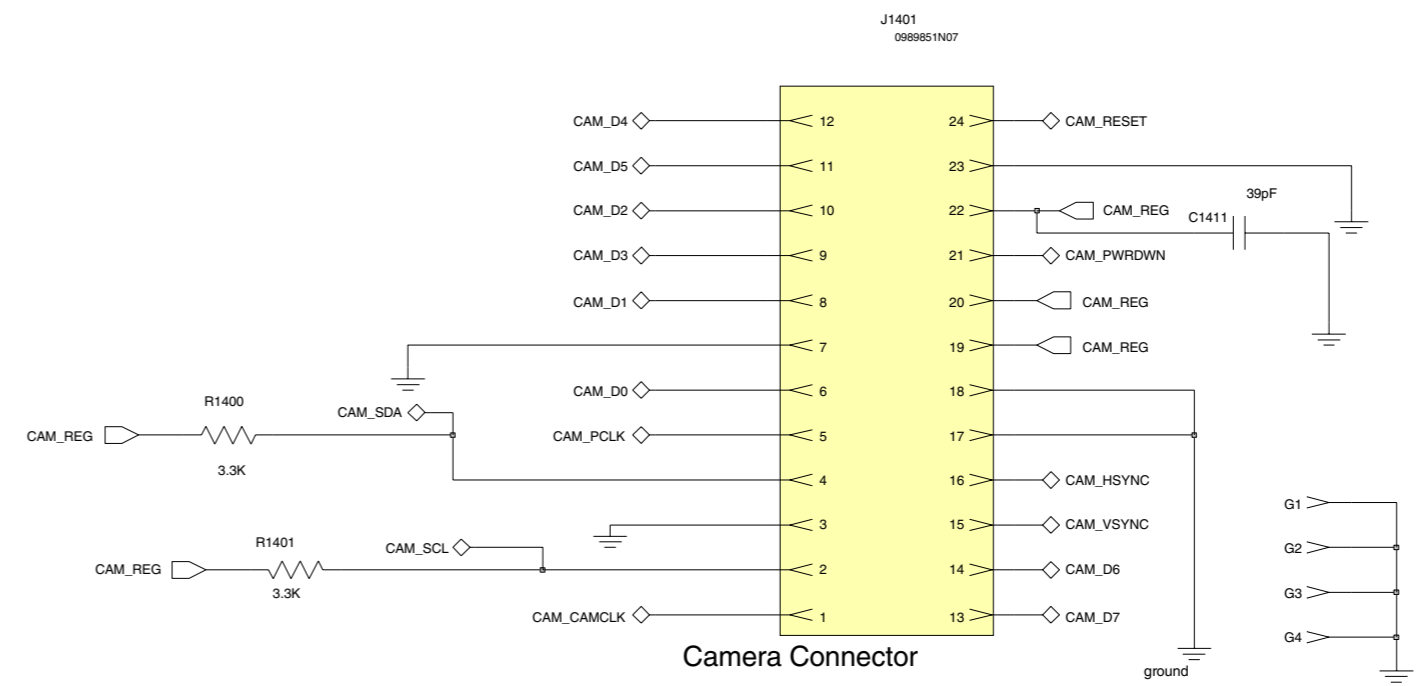 J1401
0989851N07
CAM_D4 12 24 CAM_RESET
CAM_D5 11 23
39pF
CAM_D2 10 22 CAM_REG C1411
CAM_D3 9 21 CAM_PWRDWN
CAM_D1 8 20 CAM_REG
7 19 CAM_REG
CAM_D0 6 18
R1400
CAM_SDA
CAM_REG CAM_PCLK 5 17
3.3K
4 16 CAM_HSYNC
G1
3 15 CAM_VSYNC
R1401
CAM_SCL
G2
CAM_REG 2 14 CAM_D6
3.3K
G3
CAM_CAMCLK 1 13 CAM_D7
G4
Camera Connector
ground